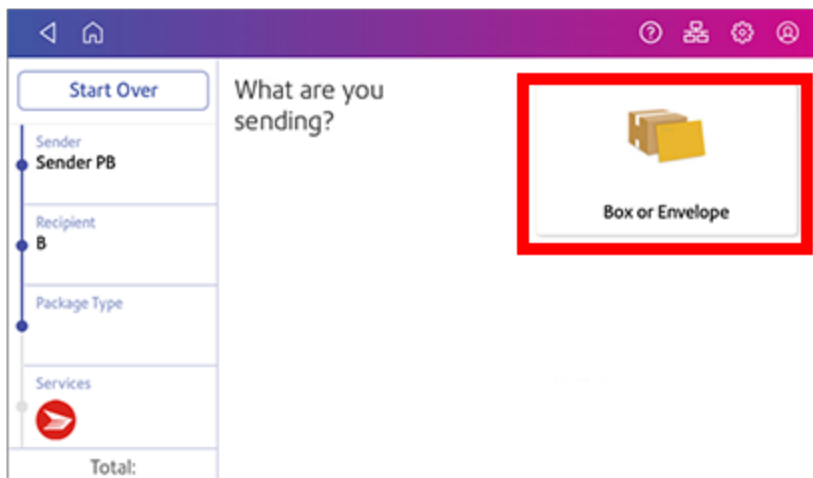 Start Over
Sender
Sender PB
Recipient
B
Package Type
Services
Total:
What are you
sending?
Box or Envelope